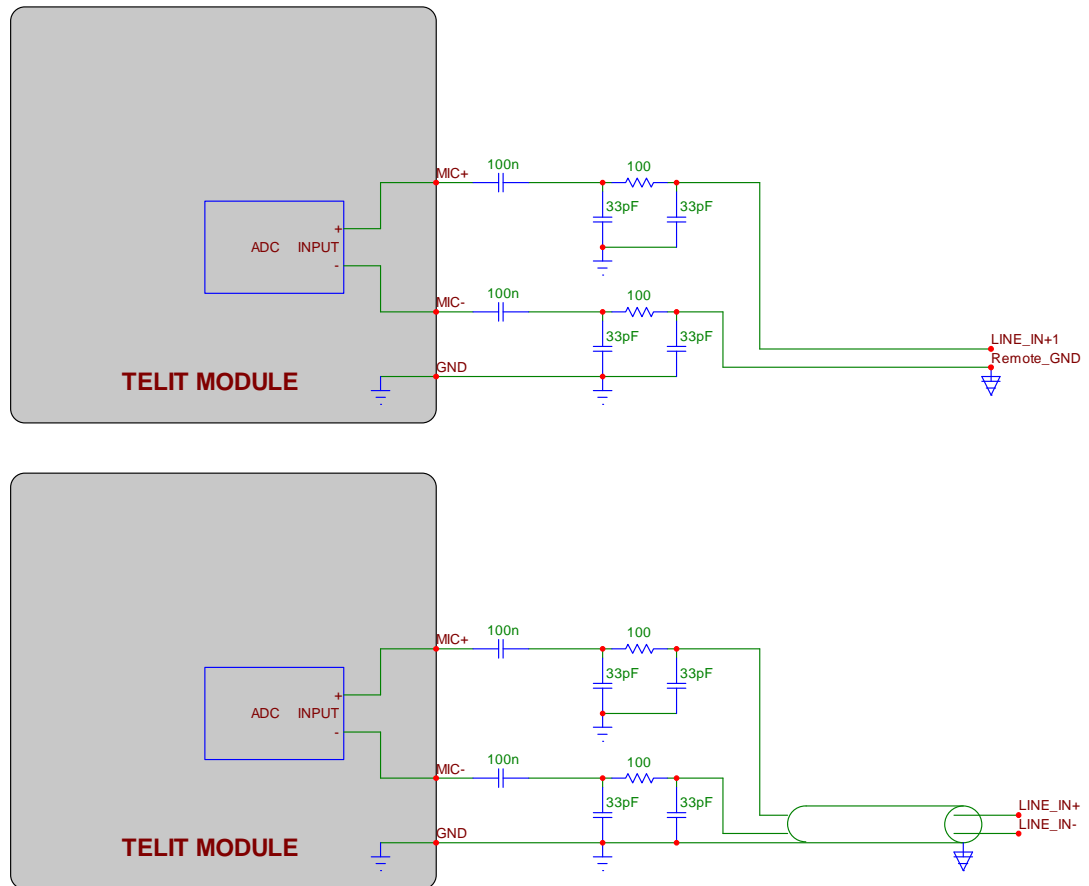 100n
100
MIC+
33pF
33pF
+
ADC INPUT
-
100n
100
MIC-
33pF
33pF
LINE_IN+1
Remote_GND
GND
TELIT MODULE
100n
100
MIC+
33pF
33pF
+
ADC INPUT
-
100n
100
MIC-
33pF
33pF
LINE_IN+
LINE_IN-
GND
TELIT MODULE